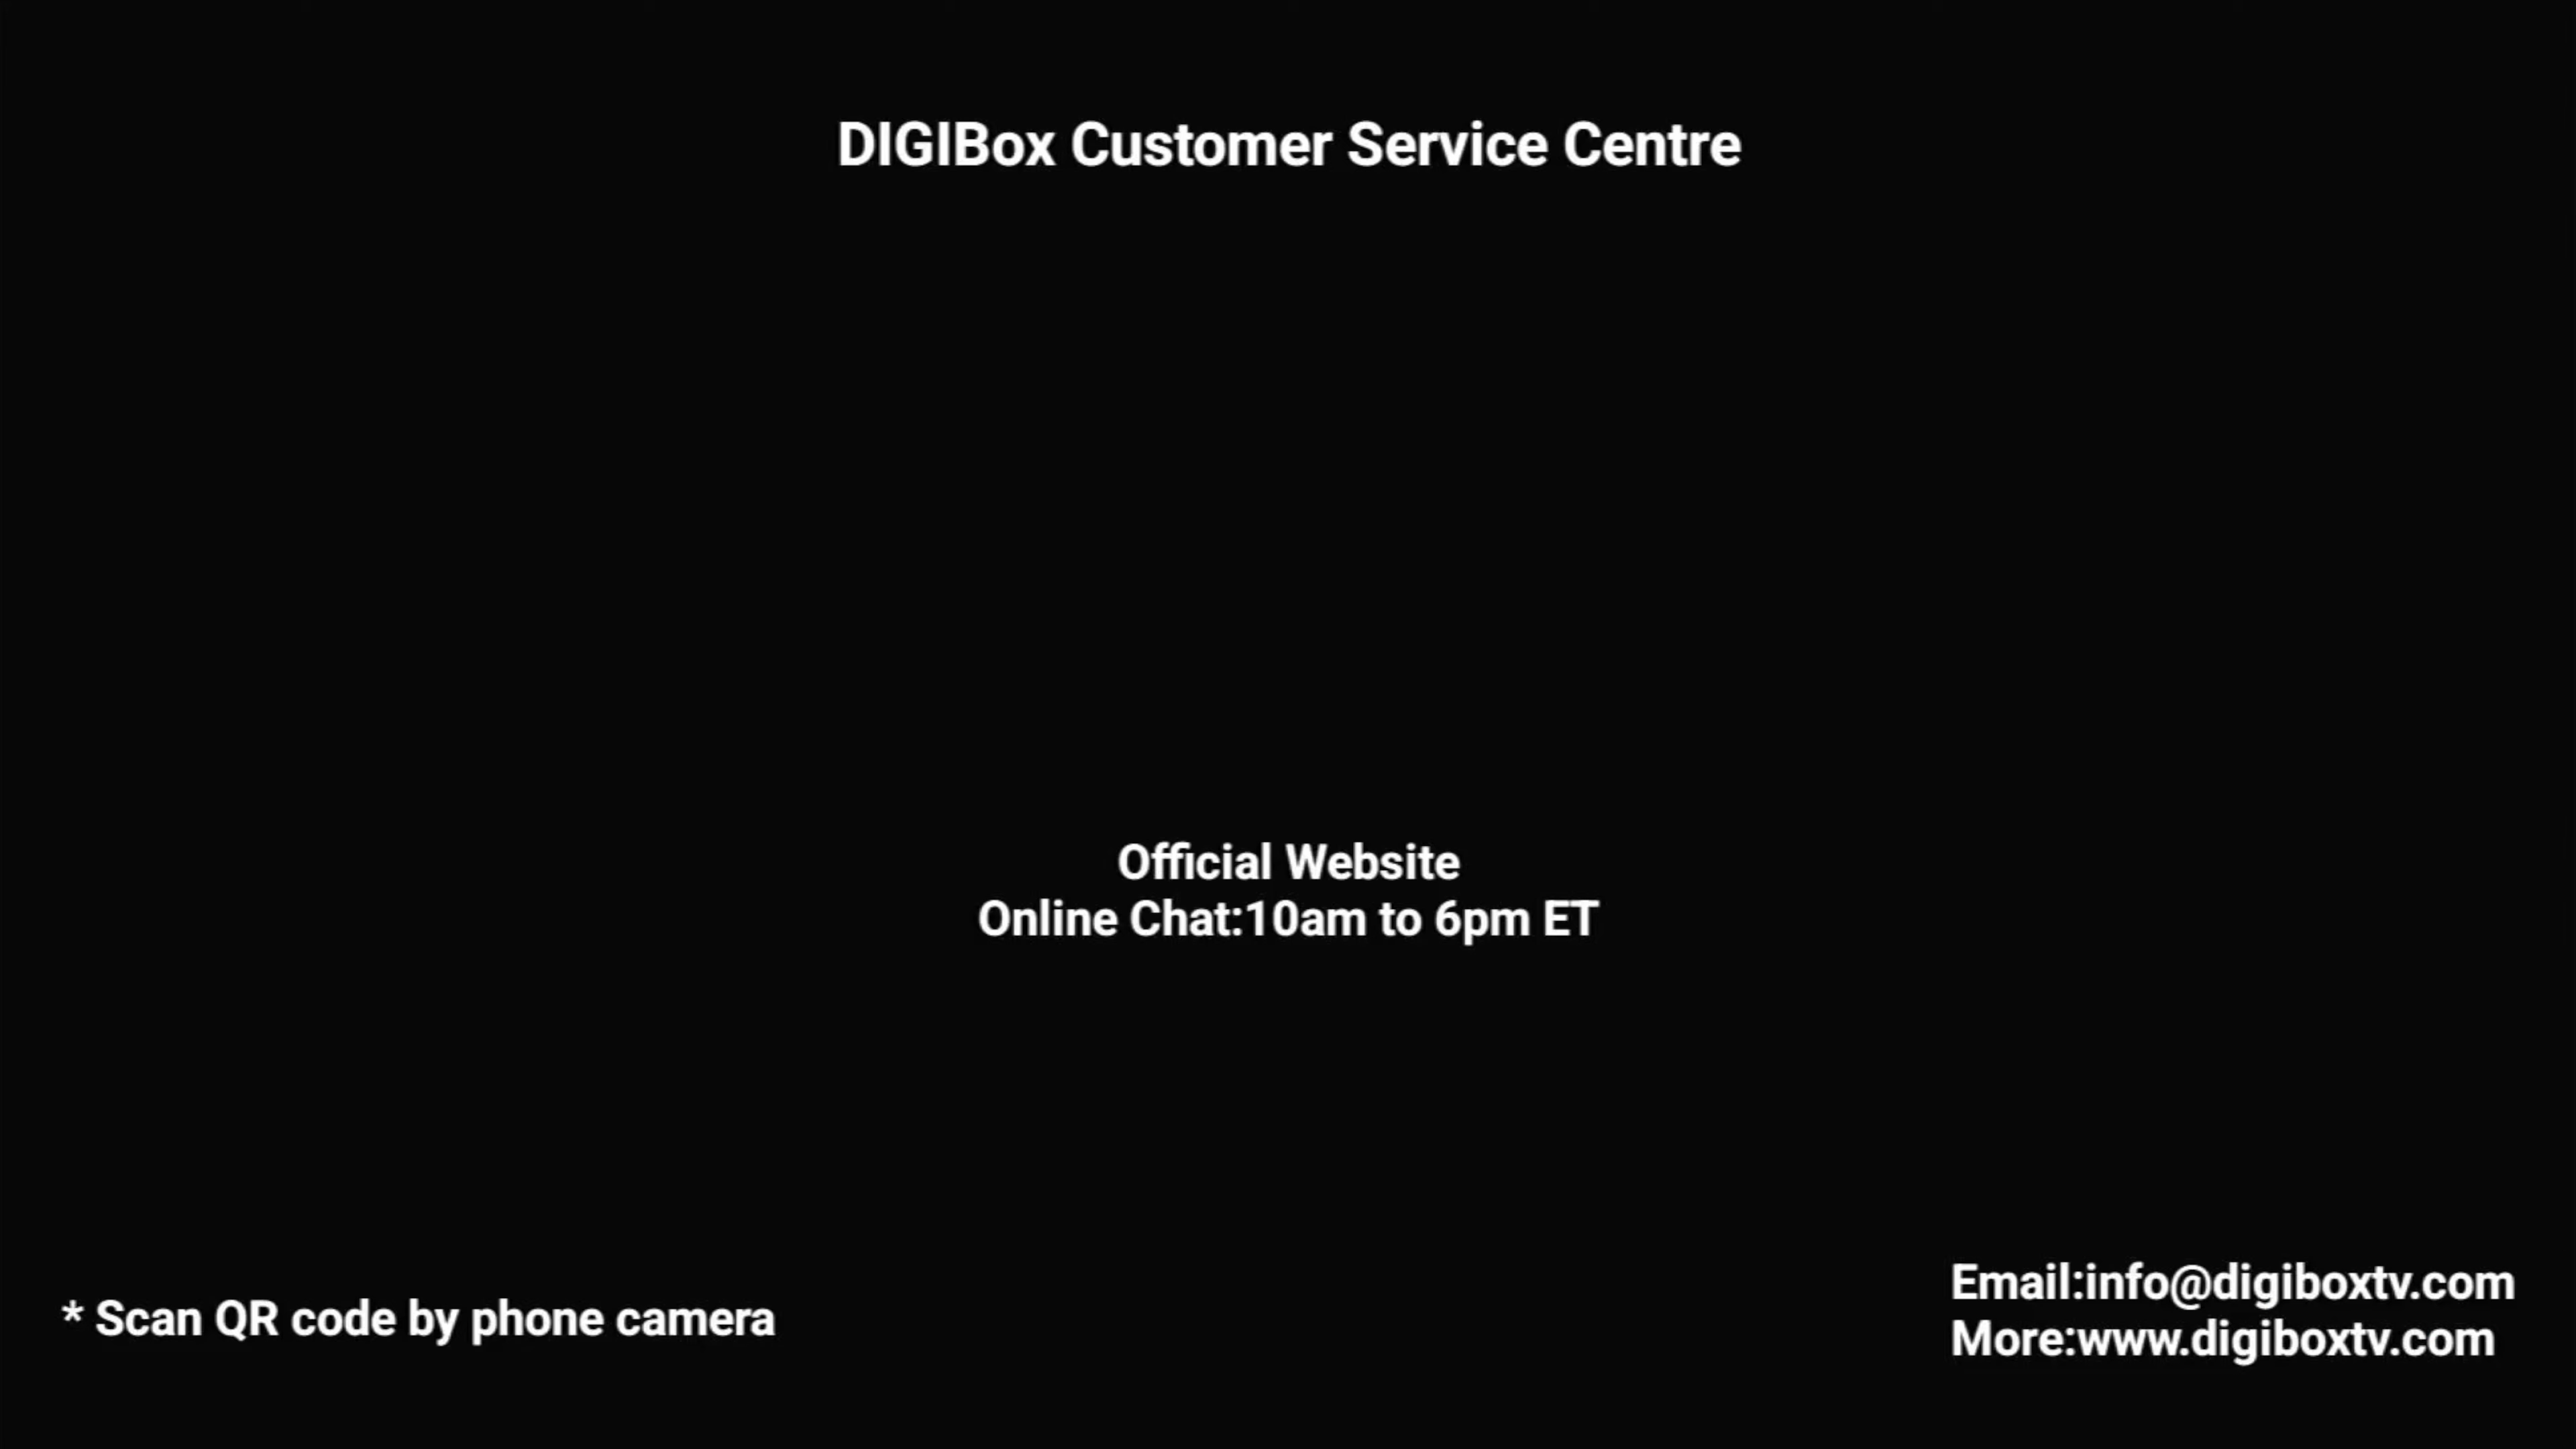 DIGIBox Customer Service Centre
Official Website
Online Chat:10am to 6pm ET
* Scan QR code by phone camera
Email:info@digiboxtv.com
More:www.digiboxtv.com